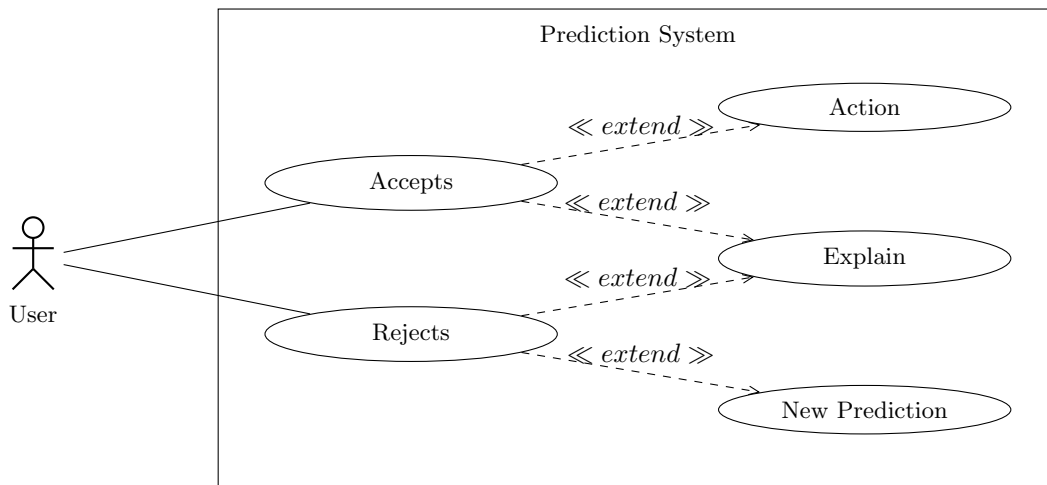 Prediction System
Action
≪ extend ≫
Accepts
≪ extend ≫
Explain
≪ extend ≫
User
Rejects
≪ extend ≫
New Prediction